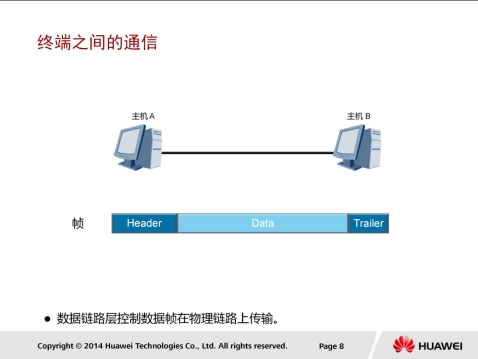 终端之间的通信
主机 A
主机 B
帧
Header
Data
Trailer
● 数据链路层控制数据帧在物理链路上传输。
Copyright © 2014 Huawei Technologies Co., Ltd. All rights reserved.
Page 8
HUAWEI